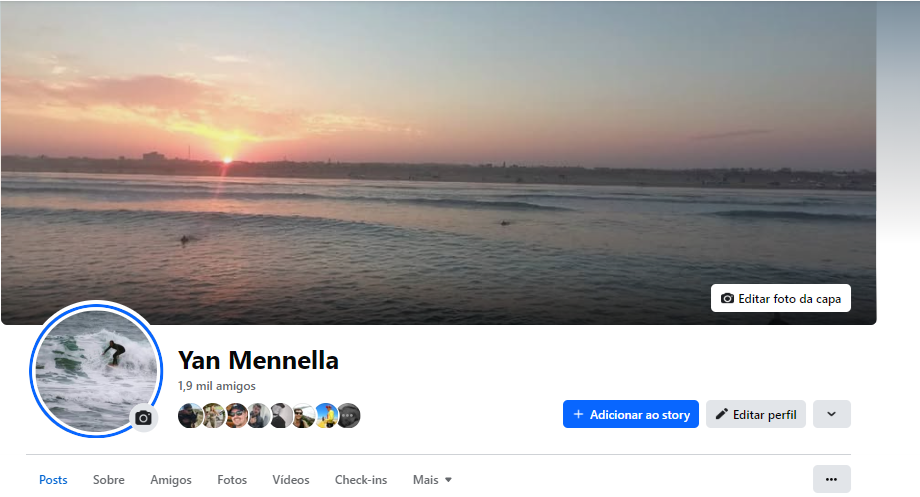 Editar foto da capa
Yan Mennella
1,9 mil amigos
Adicionar ao story
Editar perfil
Posts
Sobre
Amigos
Fotos
Vídeos
Check-ins
Mais